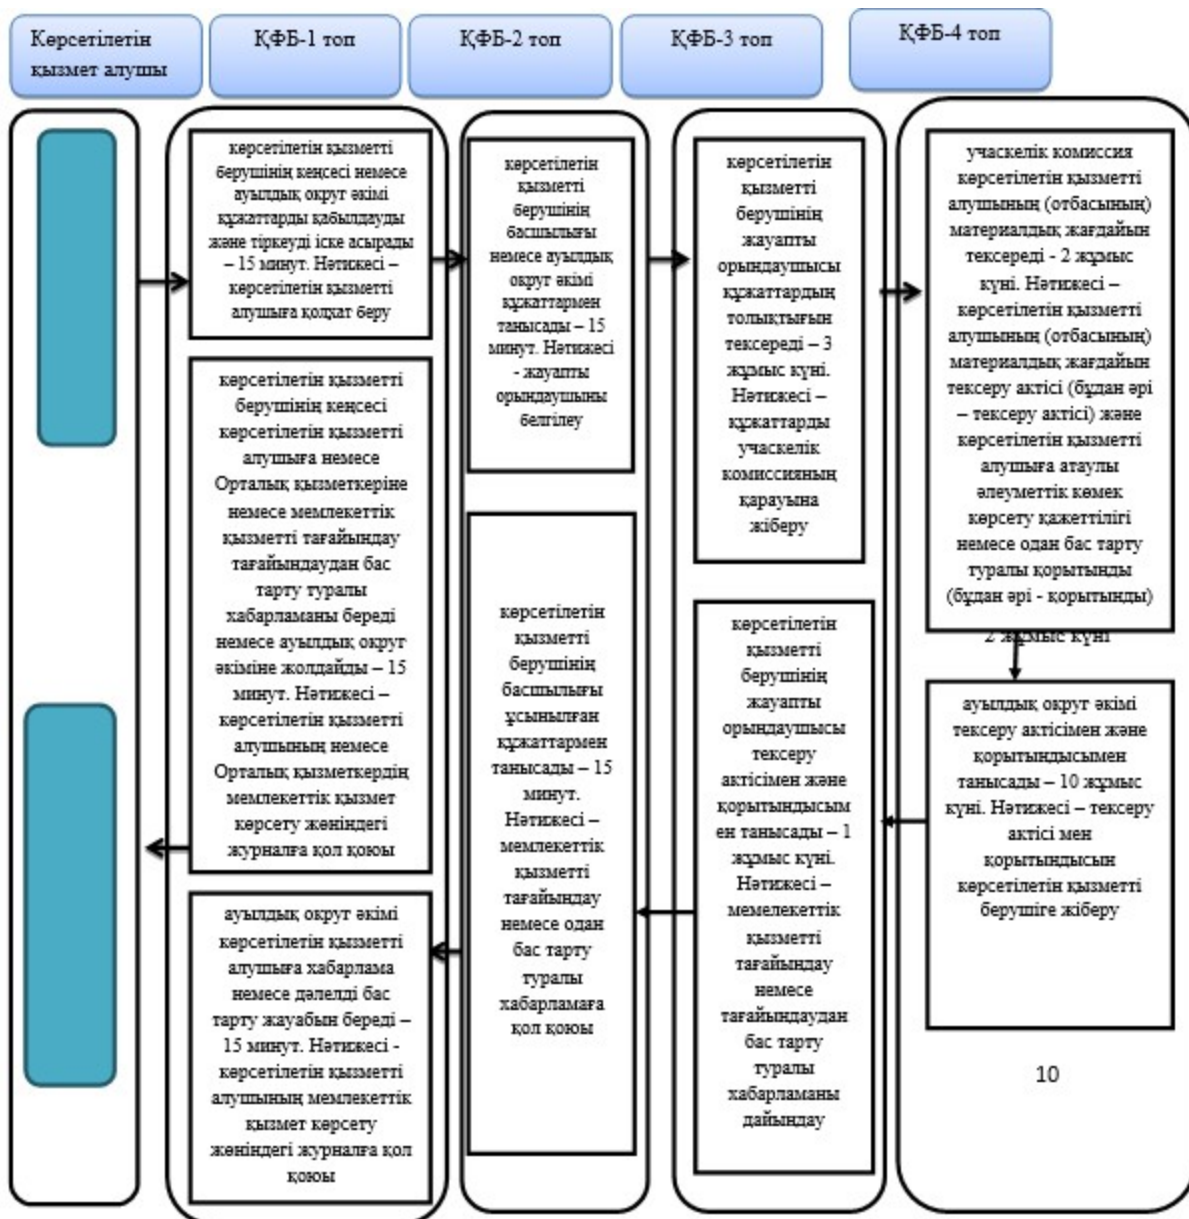 Көрсетілетін
қызмет алушы
ҚФБ-1 топ
ҚФБ-2 топ
ҚФБ-3 топ
ҚФБ-4 топ
көрсетілетін қызметті
берушінің кеңсесі немесе
ауылдық округ әкімі
құжаттарды қабылдауды
және тіркеуді іске асырады
– 15 минут. Нәтижесі –
көрсетілетін қызметті
алушыға қолхат беру
көрсетілетін қызметті
берушінің кеңсесі
көрсетілетін қызметті
алушыға немесе
Орталық қызметкеріне
немесе мемлекеттік
қызметті тағайындау
тағайындаудан бас
тарту туралы
хабарламаны береді
немесе ауылдық округ
әкіміне жолдайды – 15
минут. Нәтижесі –
көрсетілетін қызметті
алушының немесе
Орталық қызметкердің
мемлекеттік қызмет
көрсету жөніндегі
журналға қол қоюы
ауылдық округ әкімі
көрсетілетін қызметті
алушыға хабарлама
немесе дәлелді бас
тарту жауабын береді –
15 минут. Нәтижесі -
көрсетілетін қызметті
алушының мемлекеттік
қызмет көрсету
жөніндегі журналға қол
қоюы
көрсетілетін
қызметті
берушінің
басшылығы
немесе ауылдық
округ әкімі
құжаттармен
танысады – 15
минут. Нәтижесі
- жауапты
орындаушыны
белгілеу
көрсетілетін
қызметті
берушінің
басшылығы
ұсынылған
құжаттармен
танысады – 15
минут.
Нәтижесі –
мемлекеттік
қызметті
тағайындау
немесе одан
бас тарту
туралы
хабарламаға
қол қоюы
көрсетілетін
қызметті
берушінің
жауапты
орындаушысы
құжаттардың
толықтығын
тексереді – 3
жұмыс күні.
Нәтижесі –
құжаттарды
учаскелік
комиссияның
қарауына
жіберу
көрсетілетін
қызметті
берушінің
жауапты
орындаушысы
тексеру
актісімен және
қорытындысым
ен танысады – 1
жұмыс күні.
Нәтижесі –
мемелекеттік
қызметті
тағайындау
немесе
тағайындаудан
бас тарту
туралы
хабарламаны
дайындау
учаскелік комиссия
көрсетілетін қызметті
алушының (отбасының)
материалдық жағдайын
тексереді - 2 жұмыс
күні. Нәтижесі –
көрсетілетін қызметті
алушының (отбасының)
материалдық жағдайын
тексеру актісі (бұдан әрі
– тексеру актісі) және
көрсетілетін қызметті
алушыға атаулы
әлеуметтік көмек
көрсету қажеттілігі
немесе одан бас тарту
туралы қорытынды
(бұдан әрі - қорытынды)
2 жұмыс күні
ауылдық округ әкімі
тексеру актісімен және
қорытындысымен
танысады – 10 жұмыс
күні. Нәтижесі – тексеру
актісі мен
қорытындысын
көрсетілетін қызметті
берушіге жіберу
10